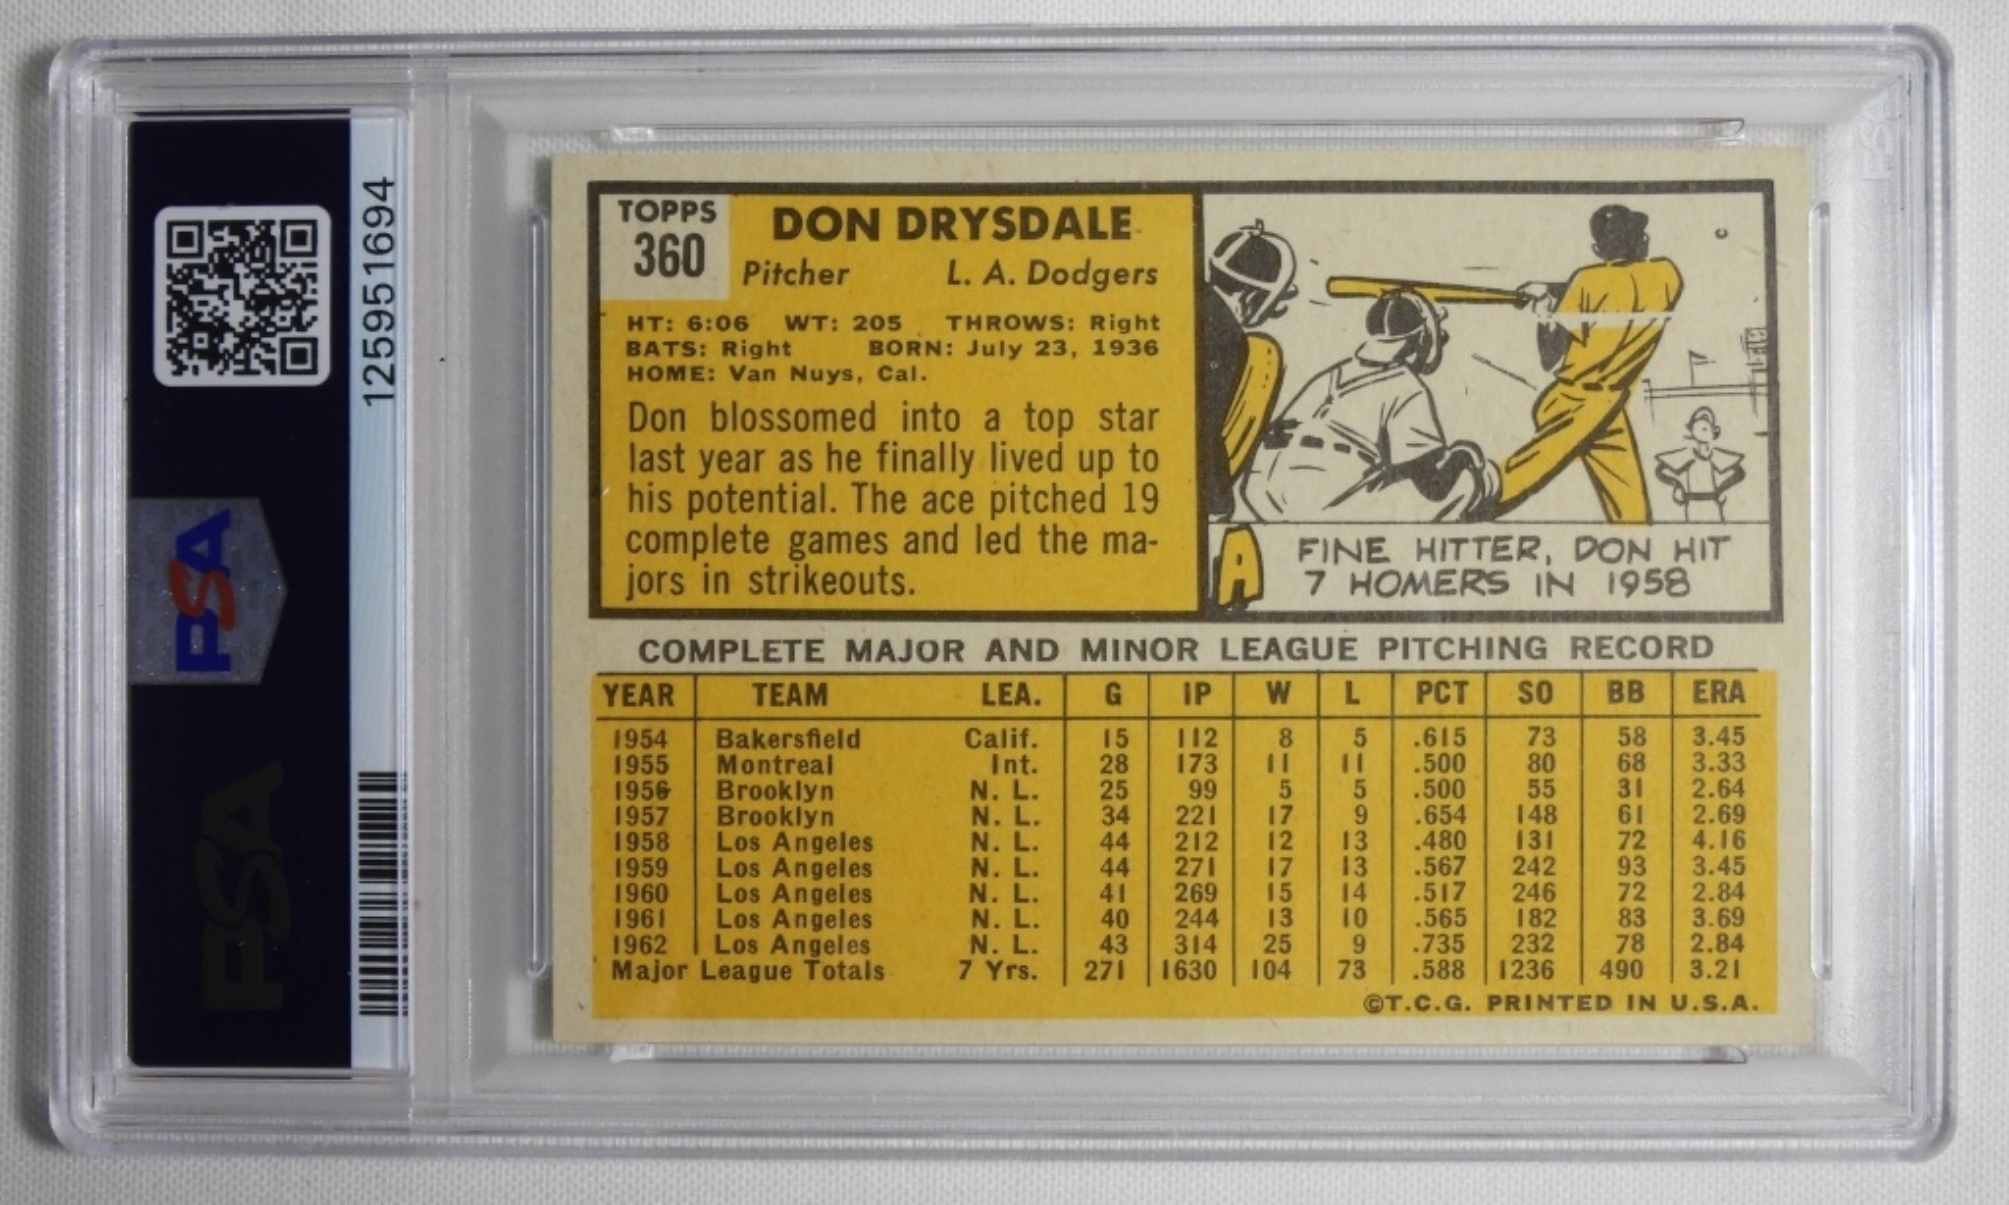 125951694
PSA
PSA
PSA
TOPPS
360
DON DRYSDALE
Pitcher L. A. Dodgers
HT: 6:06 WT: 205 THROWS: Right
BATS: Right BORN: July 23, 1936
HOME: Van Nuys, Cal.
Don blossomed into a top star
last year as he finally lived up to
his potential. The ace pitched 19
complete games and led the ma-
jors in strikeouts.
A
FINE HITTER, DON HIT
7 HOMERS IN 1958
COMPLETE MAJOR AND MINOR LEAGUE PITCHING RECORD
YEAR TEAM LEA. G IP W L PCT SO BB ERA
1954 Bakersfield Calif. 15 112 8 5 .615 73 58 3.45
1955 Montreal Int. 28 173 11 11 .500 80 68 3.33
1956 Brooklyn N. L. 25 99 5 5 .500 55 31 2.64
1957 Brooklyn N. L. 34 221 17 9 .654 148 61 2.69
1958 Los Angeles N. L. 44 212 12 13 .480 131 72 4.16
1959 Los Angeles N. L. 44 271 17 13 .567 242 93 3.45
1960 Los Angeles N. L. 41 269 15 14 .517 246 72 2.84
1961 Los Angeles N. L. 40 244 13 10 .565 182 83 3.69
1962 Los Angeles N. L. 43 314 25 9 .735 232 78 2.84
Major League Totals 7 Yrs. 271 1630 104 73 .588 1236 490 3.21
©T.C.G. PRINTED IN U.S.A.